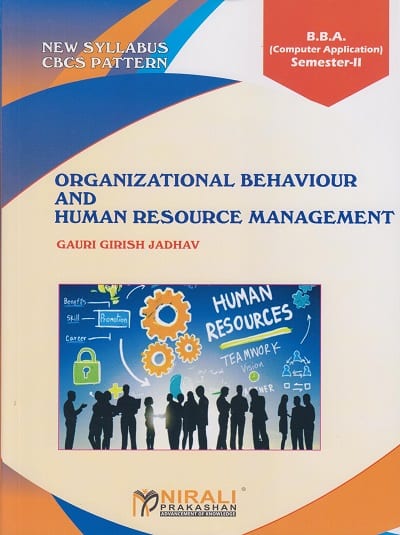 NEW SYLLABUS
CBCS PATTERN
B.B.A.
(Computer Application)
Semester-II
ORGANIZATIONAL BEHAVIOUR
AND
HUMAN RESOURCE MANAGEMENT
GAURI GIRISH JADHAV
Benefits
Skill
Promotion
Career
HUMAN
RESOURCES
TEAMWORK
Vision
NIRALI
PRAKASHAN
ADVANCEMENT OF KNOWLEDGE